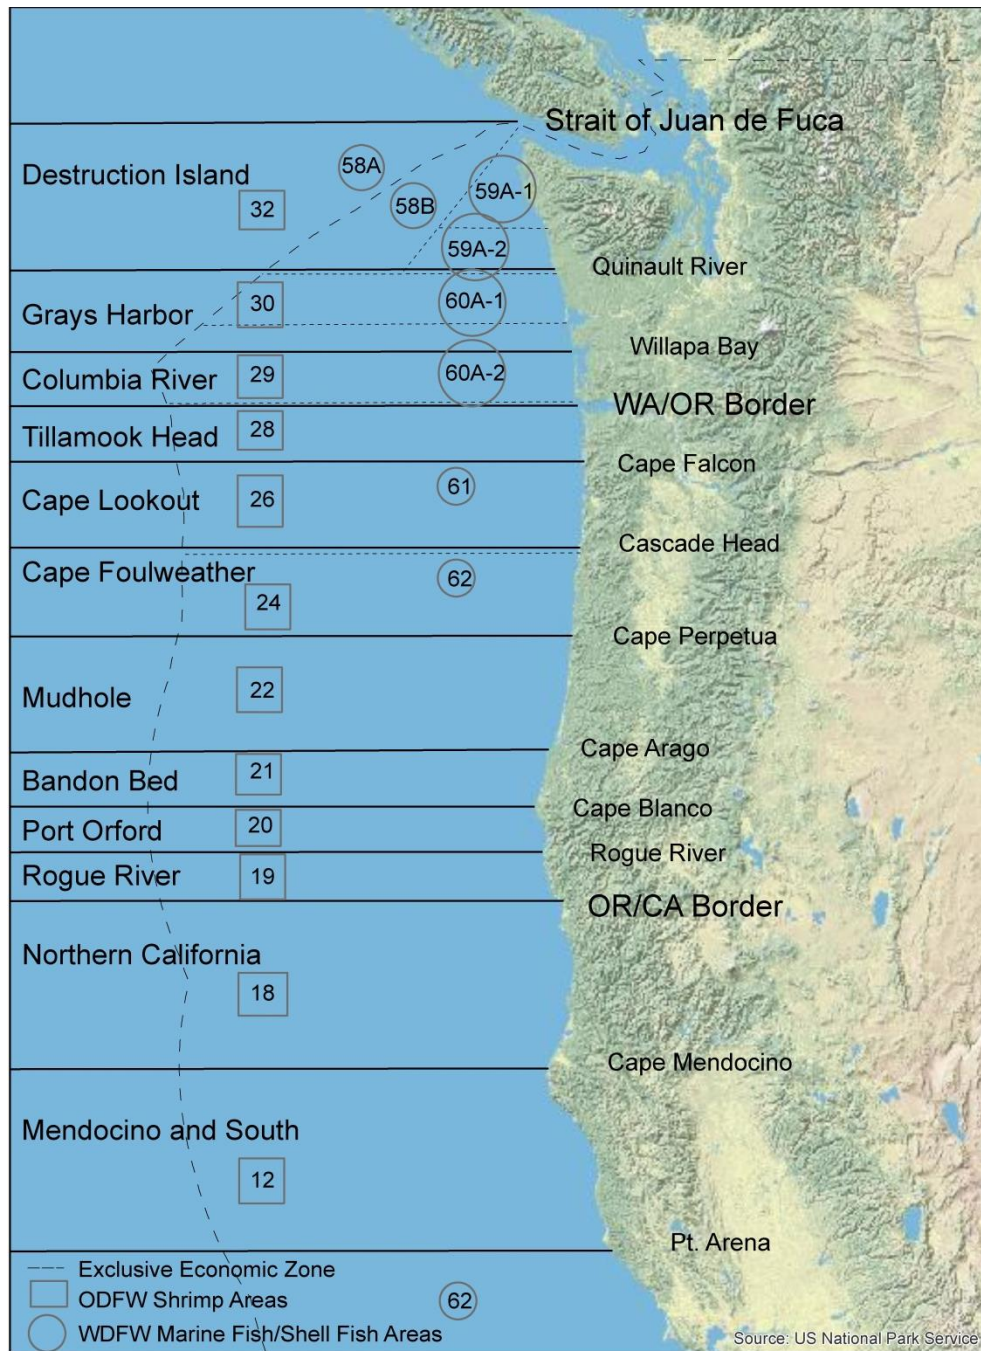 Strait of Juan de Fuca
58A
Destruction Island
59A-1
58B
32
59A-2
Quinault River
30
60A-1
Grays Harbor
Willapa Bay
29
60A-2
Columbia River
WA/OR Border
28
Tillamook Head
Cape Falcon
61
26
Cape Lookout
Cascade Head
Cape Foulweather
62
24
Cape Perpetua
22
Mudhole
Cape Arago
21
Bandon Bed
Cape Blanco
20
Port Orford
Rogue River
19
Rogue River
OR/CA Border
Northern California
18
Cape Mendocino
Mendocino and South
12
Pt. Arena
Exclusive Economic Zone
ODFW Shrimp Areas
62
WDFW Marine Fish/Shell Fish Areas
Source: US National Park Service